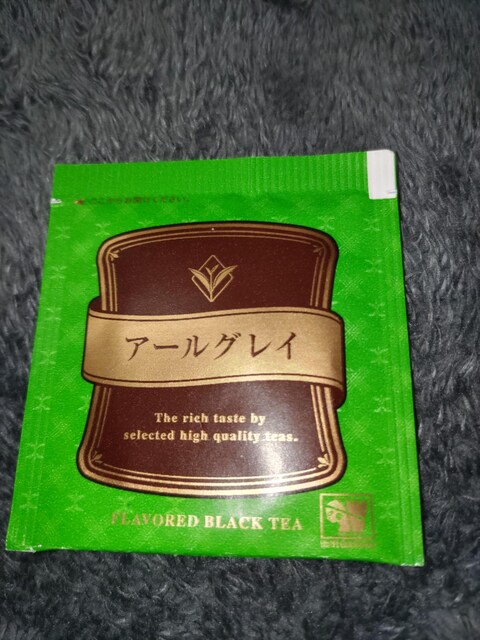 アールグレイ
The rich taste by
selected high quality teas.
FLAVORED BLACK TEA